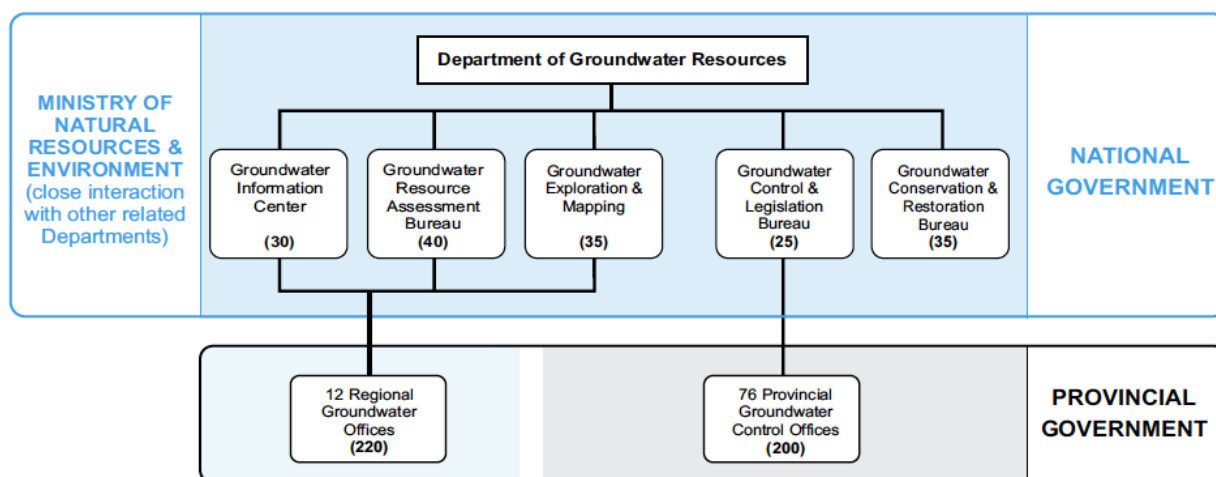 Department of Groundwater Resources
MINISTRY OF
NATURAL
RESOURCES &
ENVIRONMENT
(close interaction
with other related
Departments)
Groundwater
Information
Center
(30)
Groundwater
Resource
Assessment
Bureau
(40)
Groundwater
Exploration &
Mapping
(35)
Groundwater
Control &
Legislation
Bureau
(25)
Groundwater
Conservation &
Restoration
Bureau
(35)
NATIONAL
GOVERNMENT
12 Regional
Groundwater
Offices
(220)
76 Provincial
Groundwater
Control Offices
(200)
PROVINCIAL
GOVERNMENT